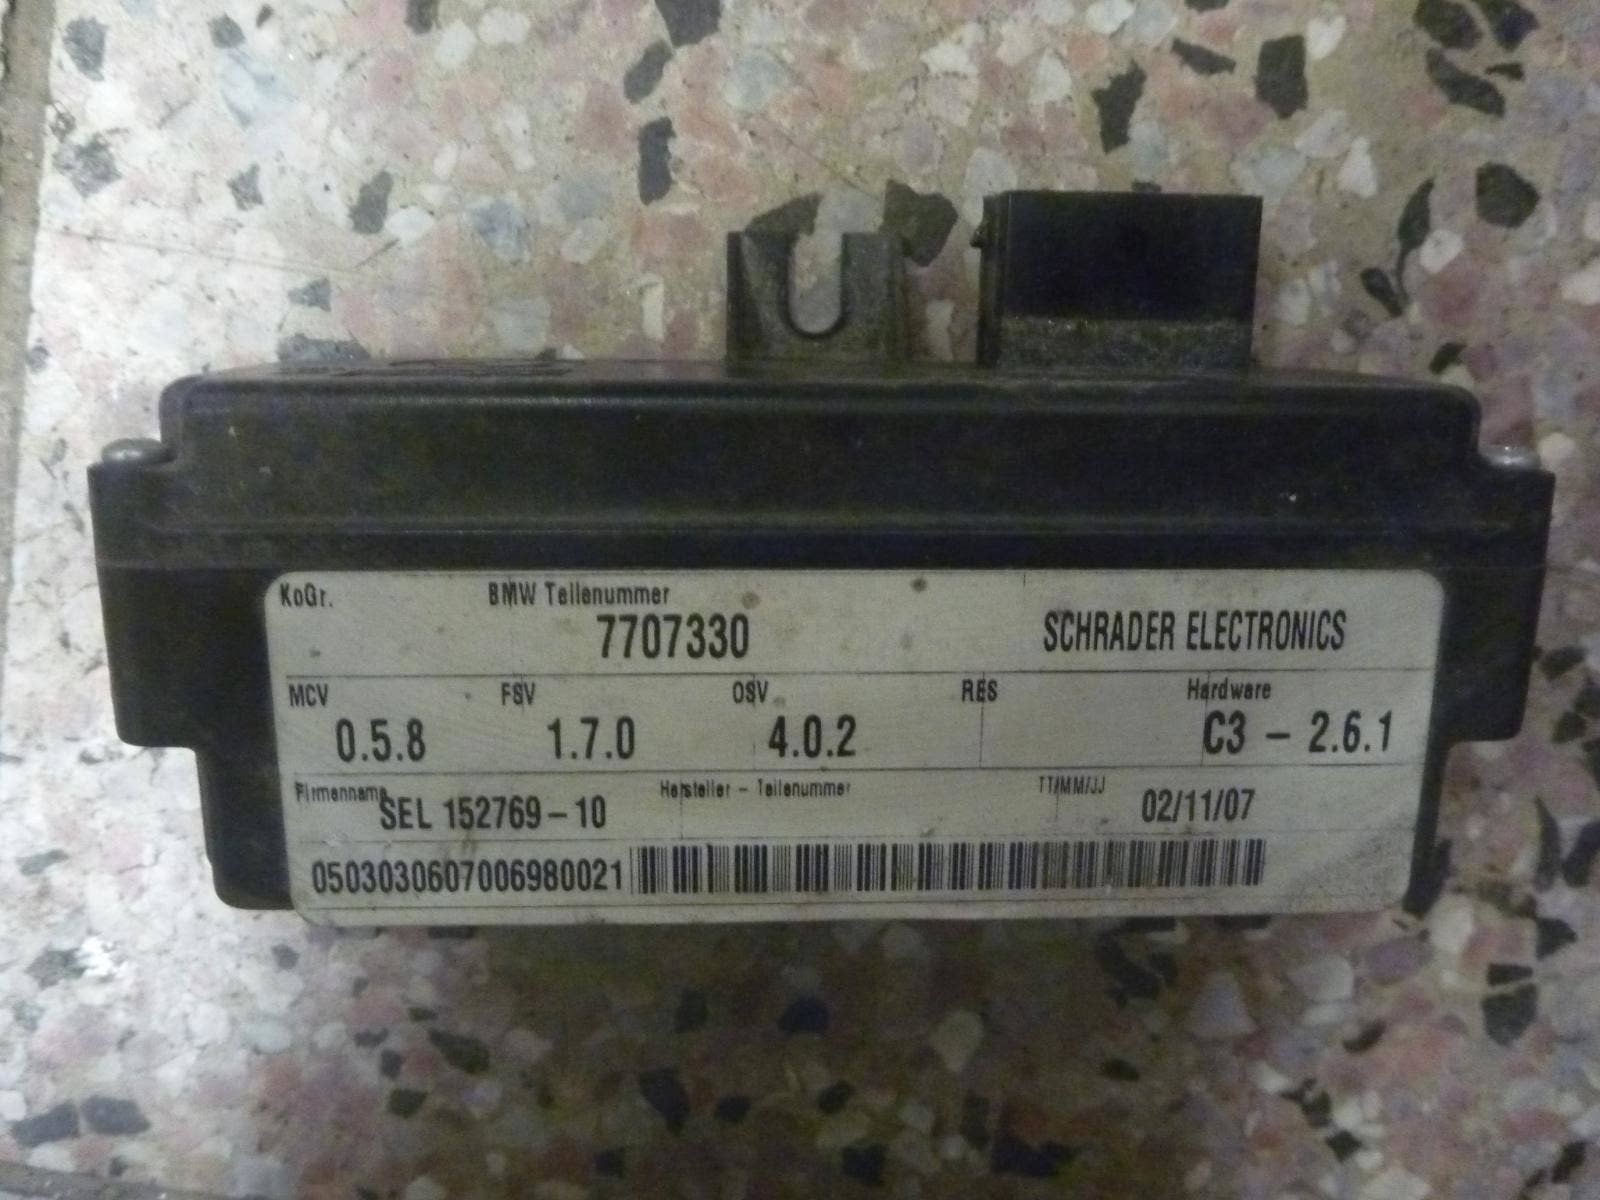 KoGr. BMW Teilenummer
7707330 SCHRADER ELECTRONICS
MCV FSV OSV RES Hardware
0.5.8 1.7.0 4.0.2 C3 - 2.6.1
Firmenname Hersteller - Teilenummer TT/MM/JJ
SEL 152769-10 02/11/07
0503030607006980021